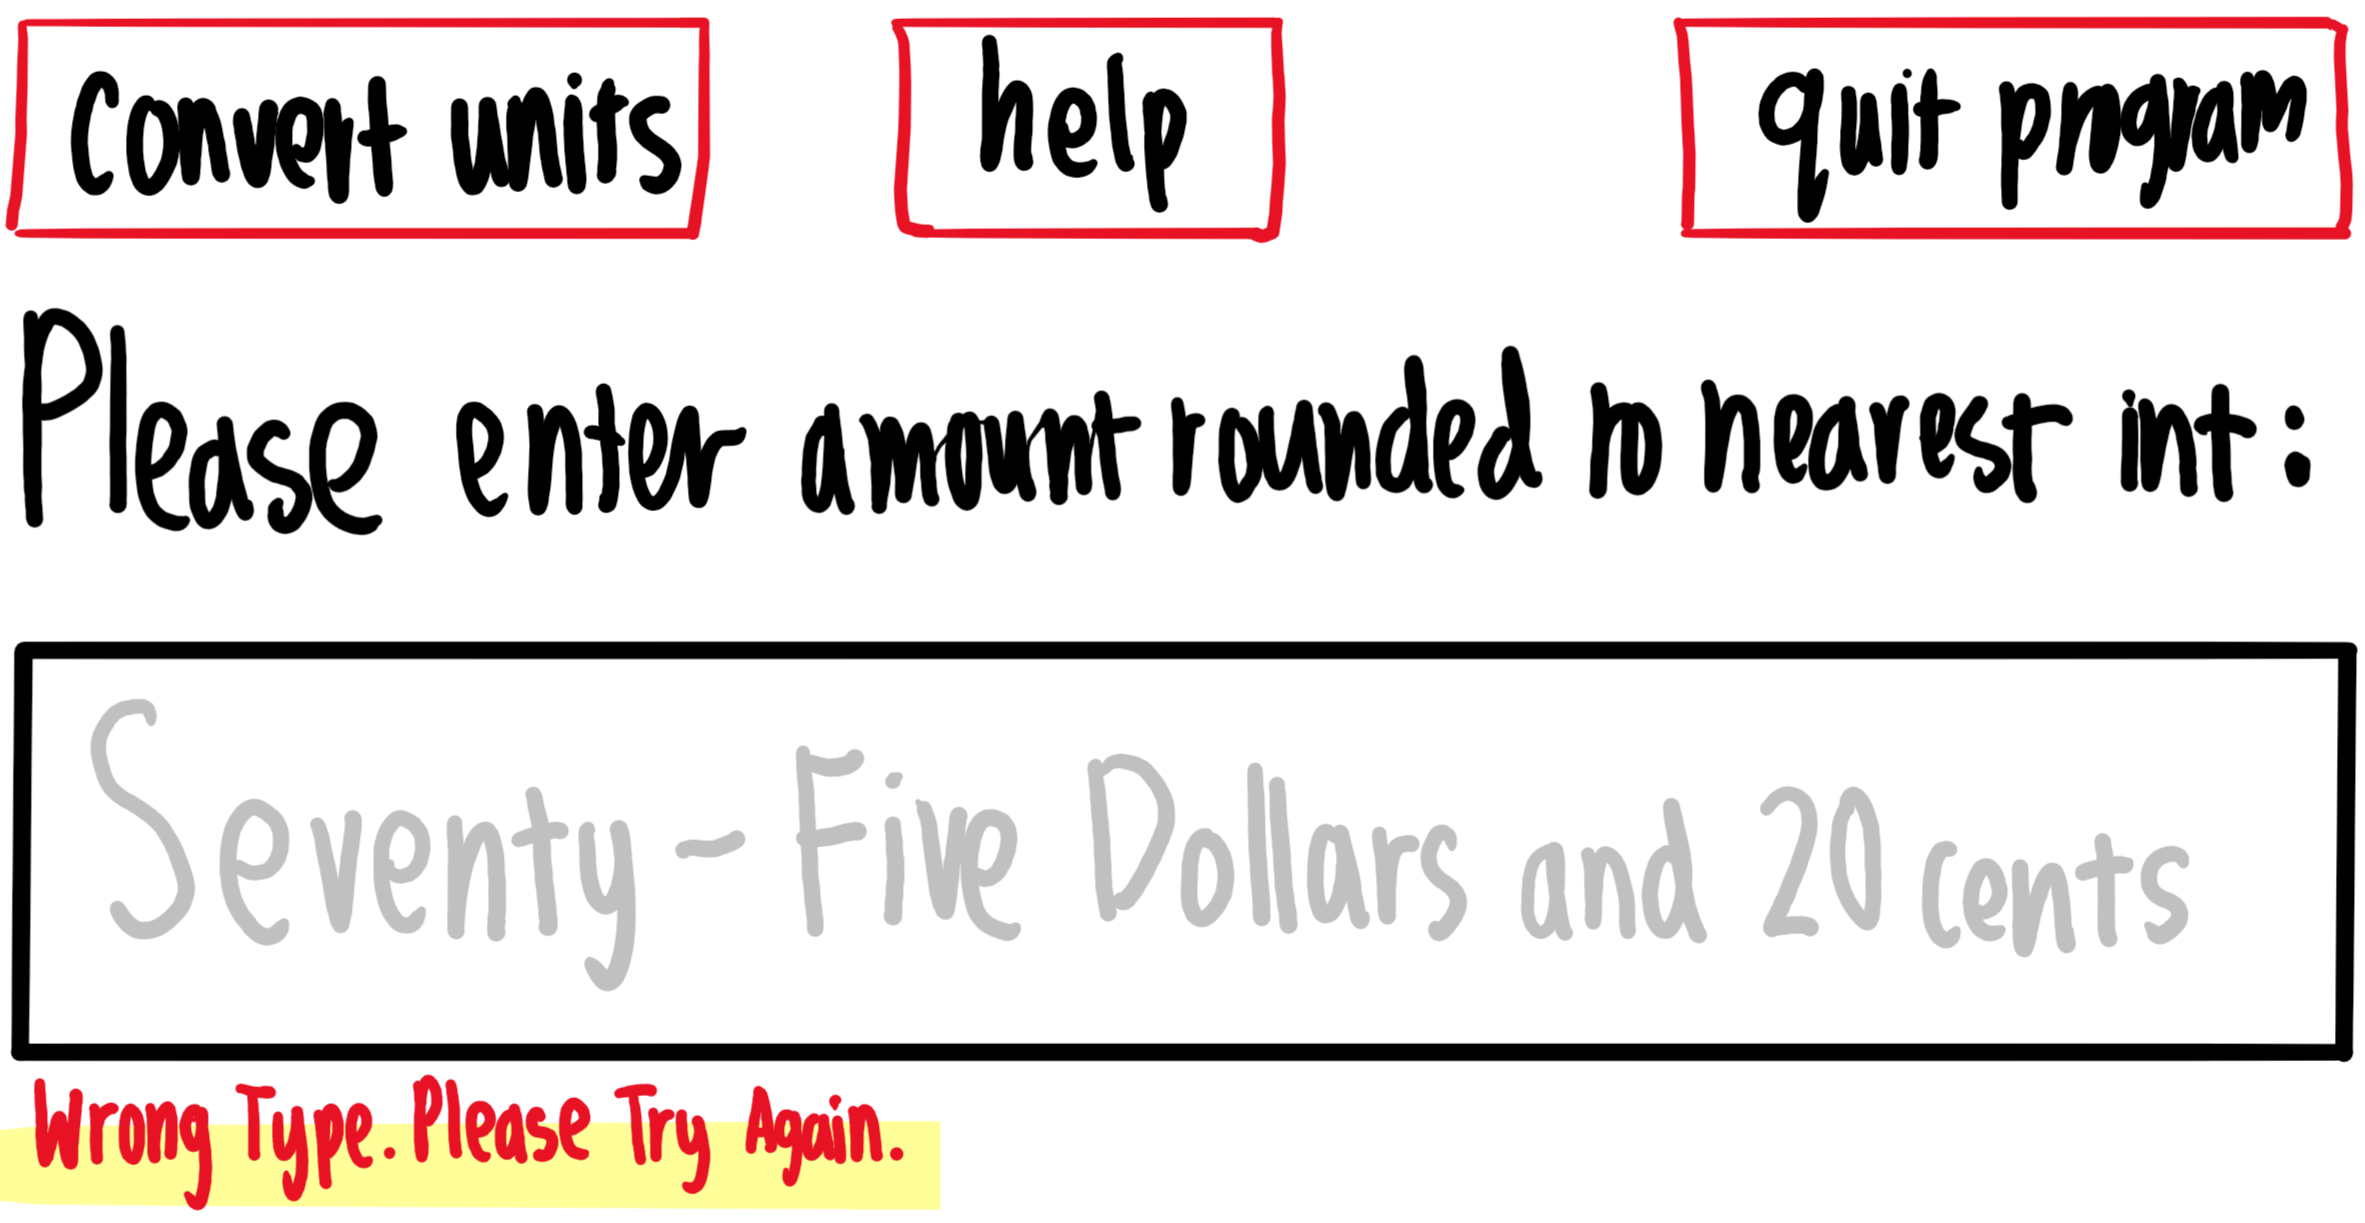 Convert units
help
quit program
Please enter amount rounded to nearest int:
Seventy-Five Dollars and 20 cents
Wrong Type. Please Try Again.